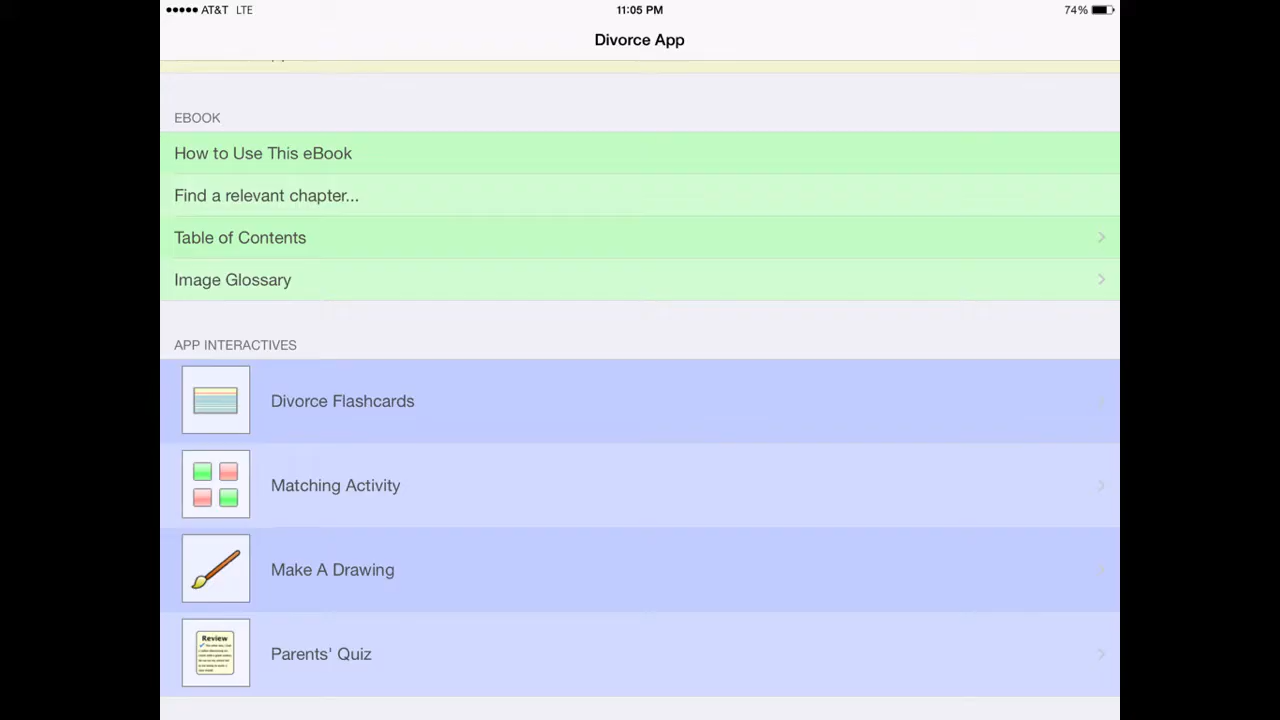 AT&T LTE
11:05 PM
74%
Divorce App
EBOOK
How to Use This eBook
Find a relevant chapter...
Table of Contents
Image Glossary
APP INTERACTIVES
Divorce Flashcards
Matching Activity
Make A Drawing
Review
Parents' Quiz